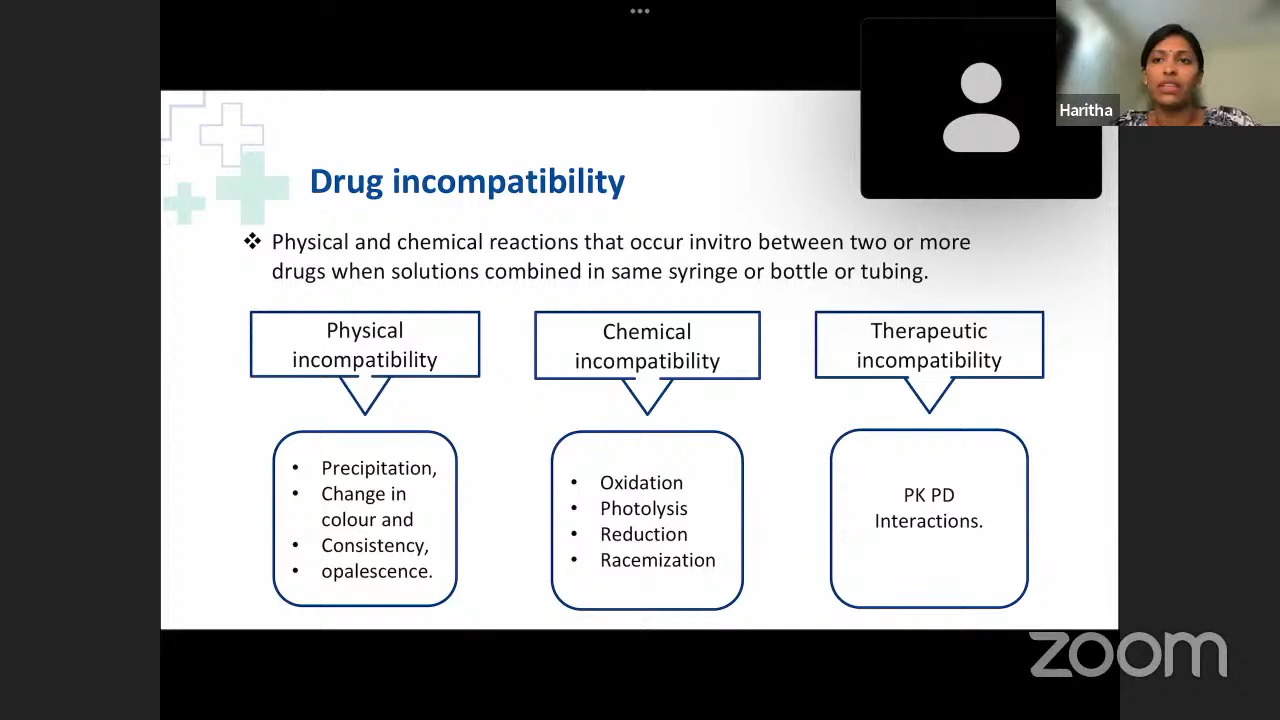 Haritha
Drug incompatibility
❖ Physical and chemical reactions that occur invitro between two or more
drugs when solutions combined in same syringe or bottle or tubing.
Physical
incompatibility
Chemical
incompatibility
Therapeutic
incompatibility
• Precipitation,
• Change in
colour and
• Consistency,
• opalescence.
• Oxidation
• Photolysis
• Reduction
• Racemization
PK PD
Interactions.
zoom